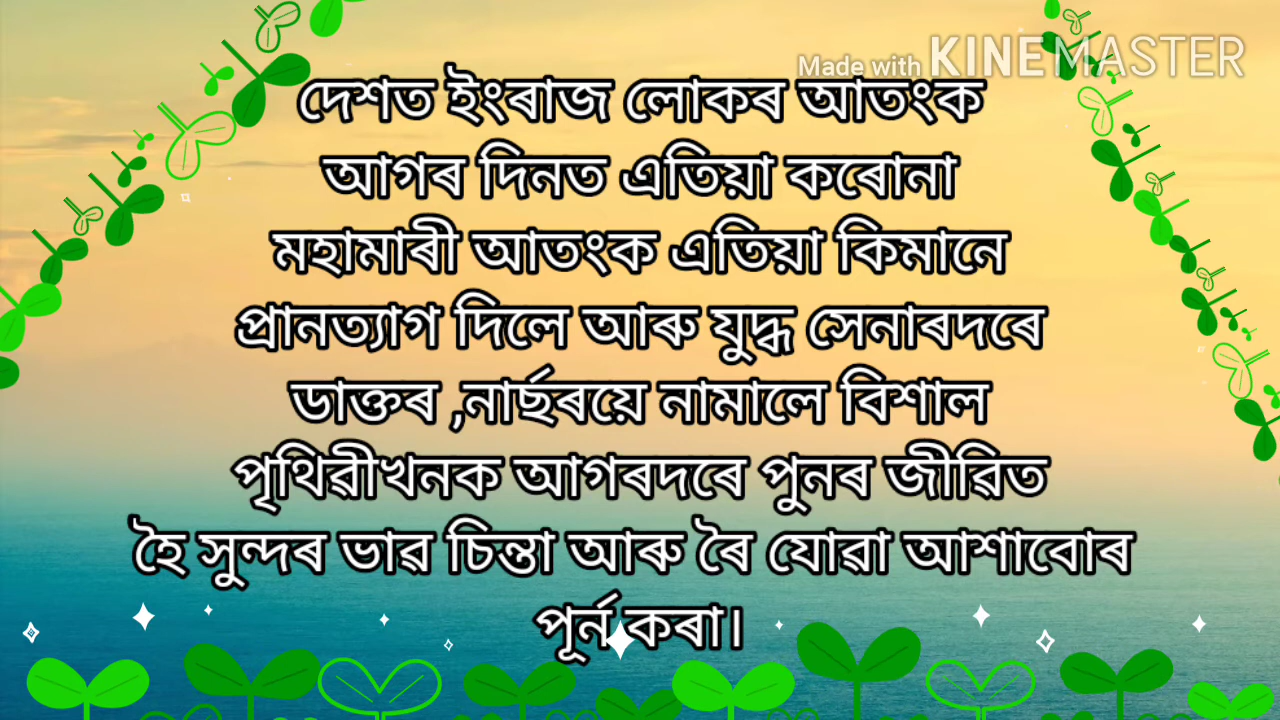 Made with KINEMASTER
দেশত ইংৰাজ লোকৰ আতংক
আগৰ দিনত এতিয়া কৰোনা
মহামাৰী আতংক এতিয়া কিমানে
প্ৰানত্যাগ দিলে আৰু যুদ্ধ সেনাৰদৰে
ডাক্তৰ ,নাৰ্ছৰয়ে নামালে বিশাল
পৃথিৱীখনক আগৰদৰে পুনৰ জীৱিত
হৈ সুন্দৰ ভাৱ চিন্তা আৰু ৰৈ যোৱা আশাবোৰ
পূৰ্ন কৰা।